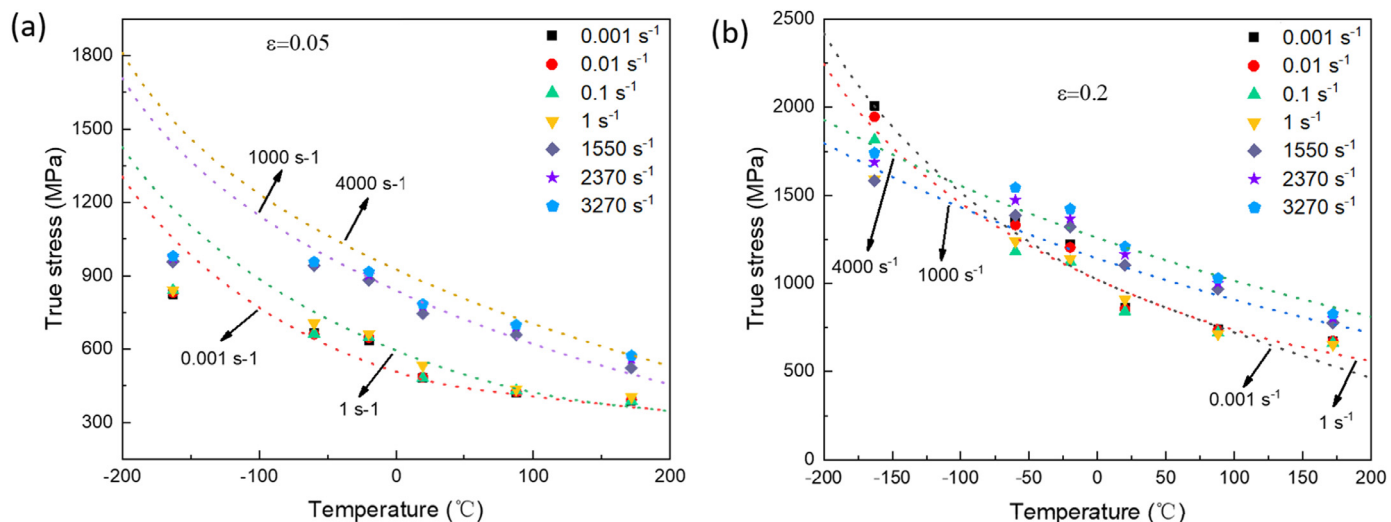 (a)
ε=0.05
0.001 s⁻¹
0.01 s⁻¹
0.1 s⁻¹
1 s⁻¹
1550 s⁻¹
2370 s⁻¹
3270 s⁻¹
1000 s-1
4000 s-1
0.001 s-1
1 s-1
True stress (MPa)
1800
1500
1200
900
600
300
-200
-100
0
100
200
Temperature (℃)
(b)
ε=0.2
0.001 s⁻¹
0.01 s⁻¹
0.1 s⁻¹
1 s⁻¹
1550 s⁻¹
2370 s⁻¹
3270 s⁻¹
4000 s⁻¹
1000 s⁻¹
0.001 s⁻¹
1 s⁻¹
True stress (MPa)
2500
2000
1500
1000
500
0
-200
-150
-100
-50
0
50
100
150
200
Temperature (℃)